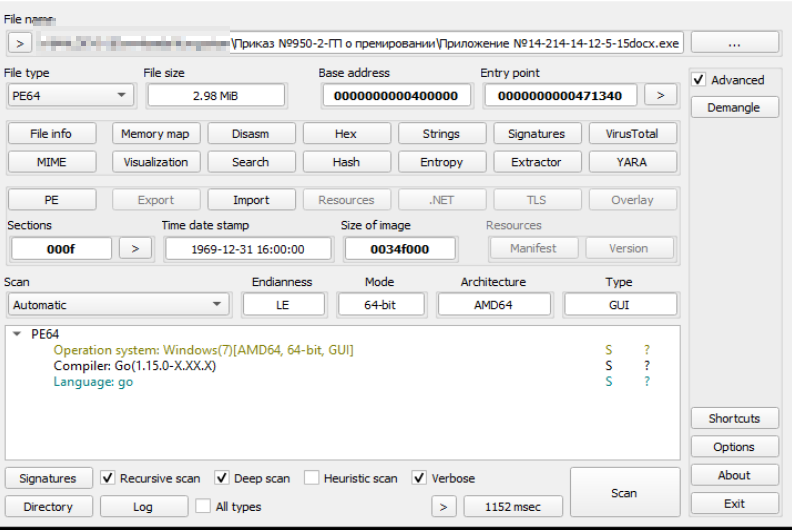 File name
> \Приказ №950-2-ГП о премировании\Приложение №14-214-14-12-5-15docx.exe ...
File type File size Base address Entry point
PE64 2.98 MiB 0000000000400000 0000000000471340 > Advanced
Demangle
File info Memory map Disasm Hex Strings Signatures VirusTotal
MIME Visualization Search Hash Entropy Extractor YARA
PE Export Import Resources .NET TLS Overlay
Sections Time date stamp Size of image Resources
000f > 1969-12-31 16:00:00 0034f000 Manifest Version
Scan Endianness Mode Architecture Type
Automatic LE 64-bit AMD64 GUI
PE64
Operation system: Windows(7)[AMD64, 64-bit, GUI] S ?
Compiler: Go(1.15.0-X.XX.X) S ?
Language: go S ?
Shortcuts
Options
Signatures Recursive scan Deep scan Heuristic scan Verbose Scan About
Directory Log All types > 1152 msec Exit